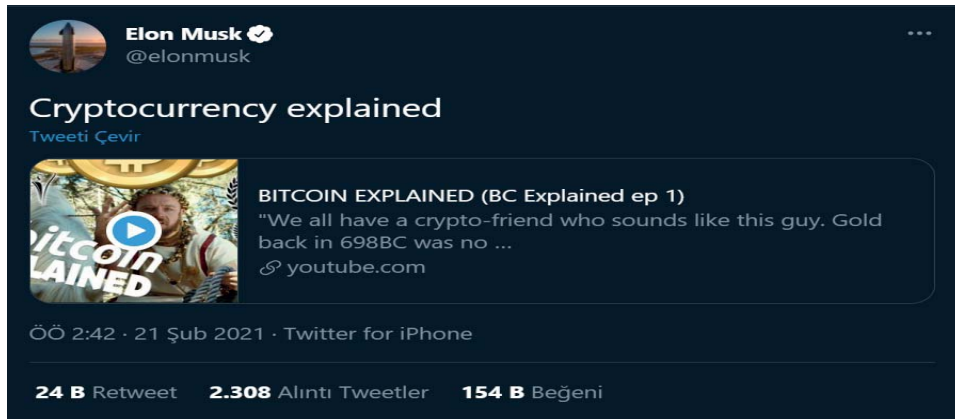 Elon Musk
@elonmusk
Cryptocurrency explained
Tweeti Çevir
BITCOIN EXPLAINED (BC Explained ep 1)
"We all have a crypto-friend who sounds like this guy. Gold
back in 698BC was no ...
youtube.com
itcoin
LAINED
ÖÖ 2:42 · 21 Şub 2021 · Twitter for iPhone
24 B Retweet 2.308 Alıntı Tweetler 154 B Beğeni